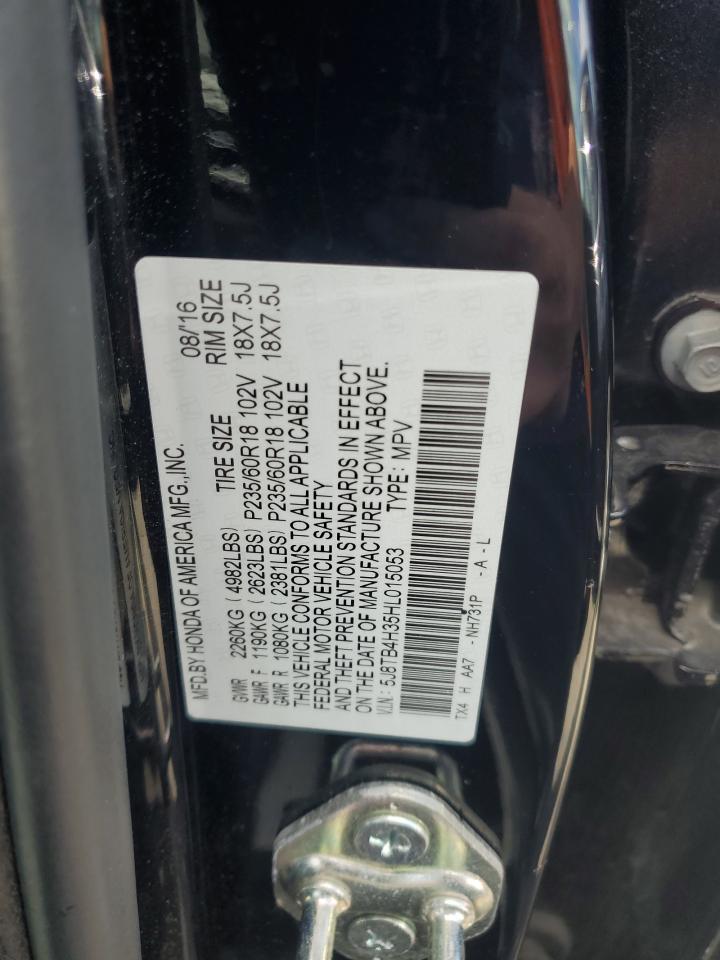 MFD.BY HONDA OF AMERICA MFG.,INC. 08/'16
GVWR 2260KG (4982LBS) TIRE SIZE RIM SIZE
GAWR F 1190KG (2623LBS) P235/60R18 102V 18X7.5J
GAWR R 1080KG (2381LBS) P235/60R18 102V 18X7.5J
THIS VEHICLE CONFORMS TO ALL APPLICABLE
FEDERAL MOTOR VEHICLE SAFETY
AND THEFT PREVENTION STANDARDS IN EFFECT
ON THE DATE OF MANUFACTURE SHOWN ABOVE.
V.I.N.: 5J8TB4H35HL015053 TYPE: MPV
TX4 H AA7 -NH731P -A-L